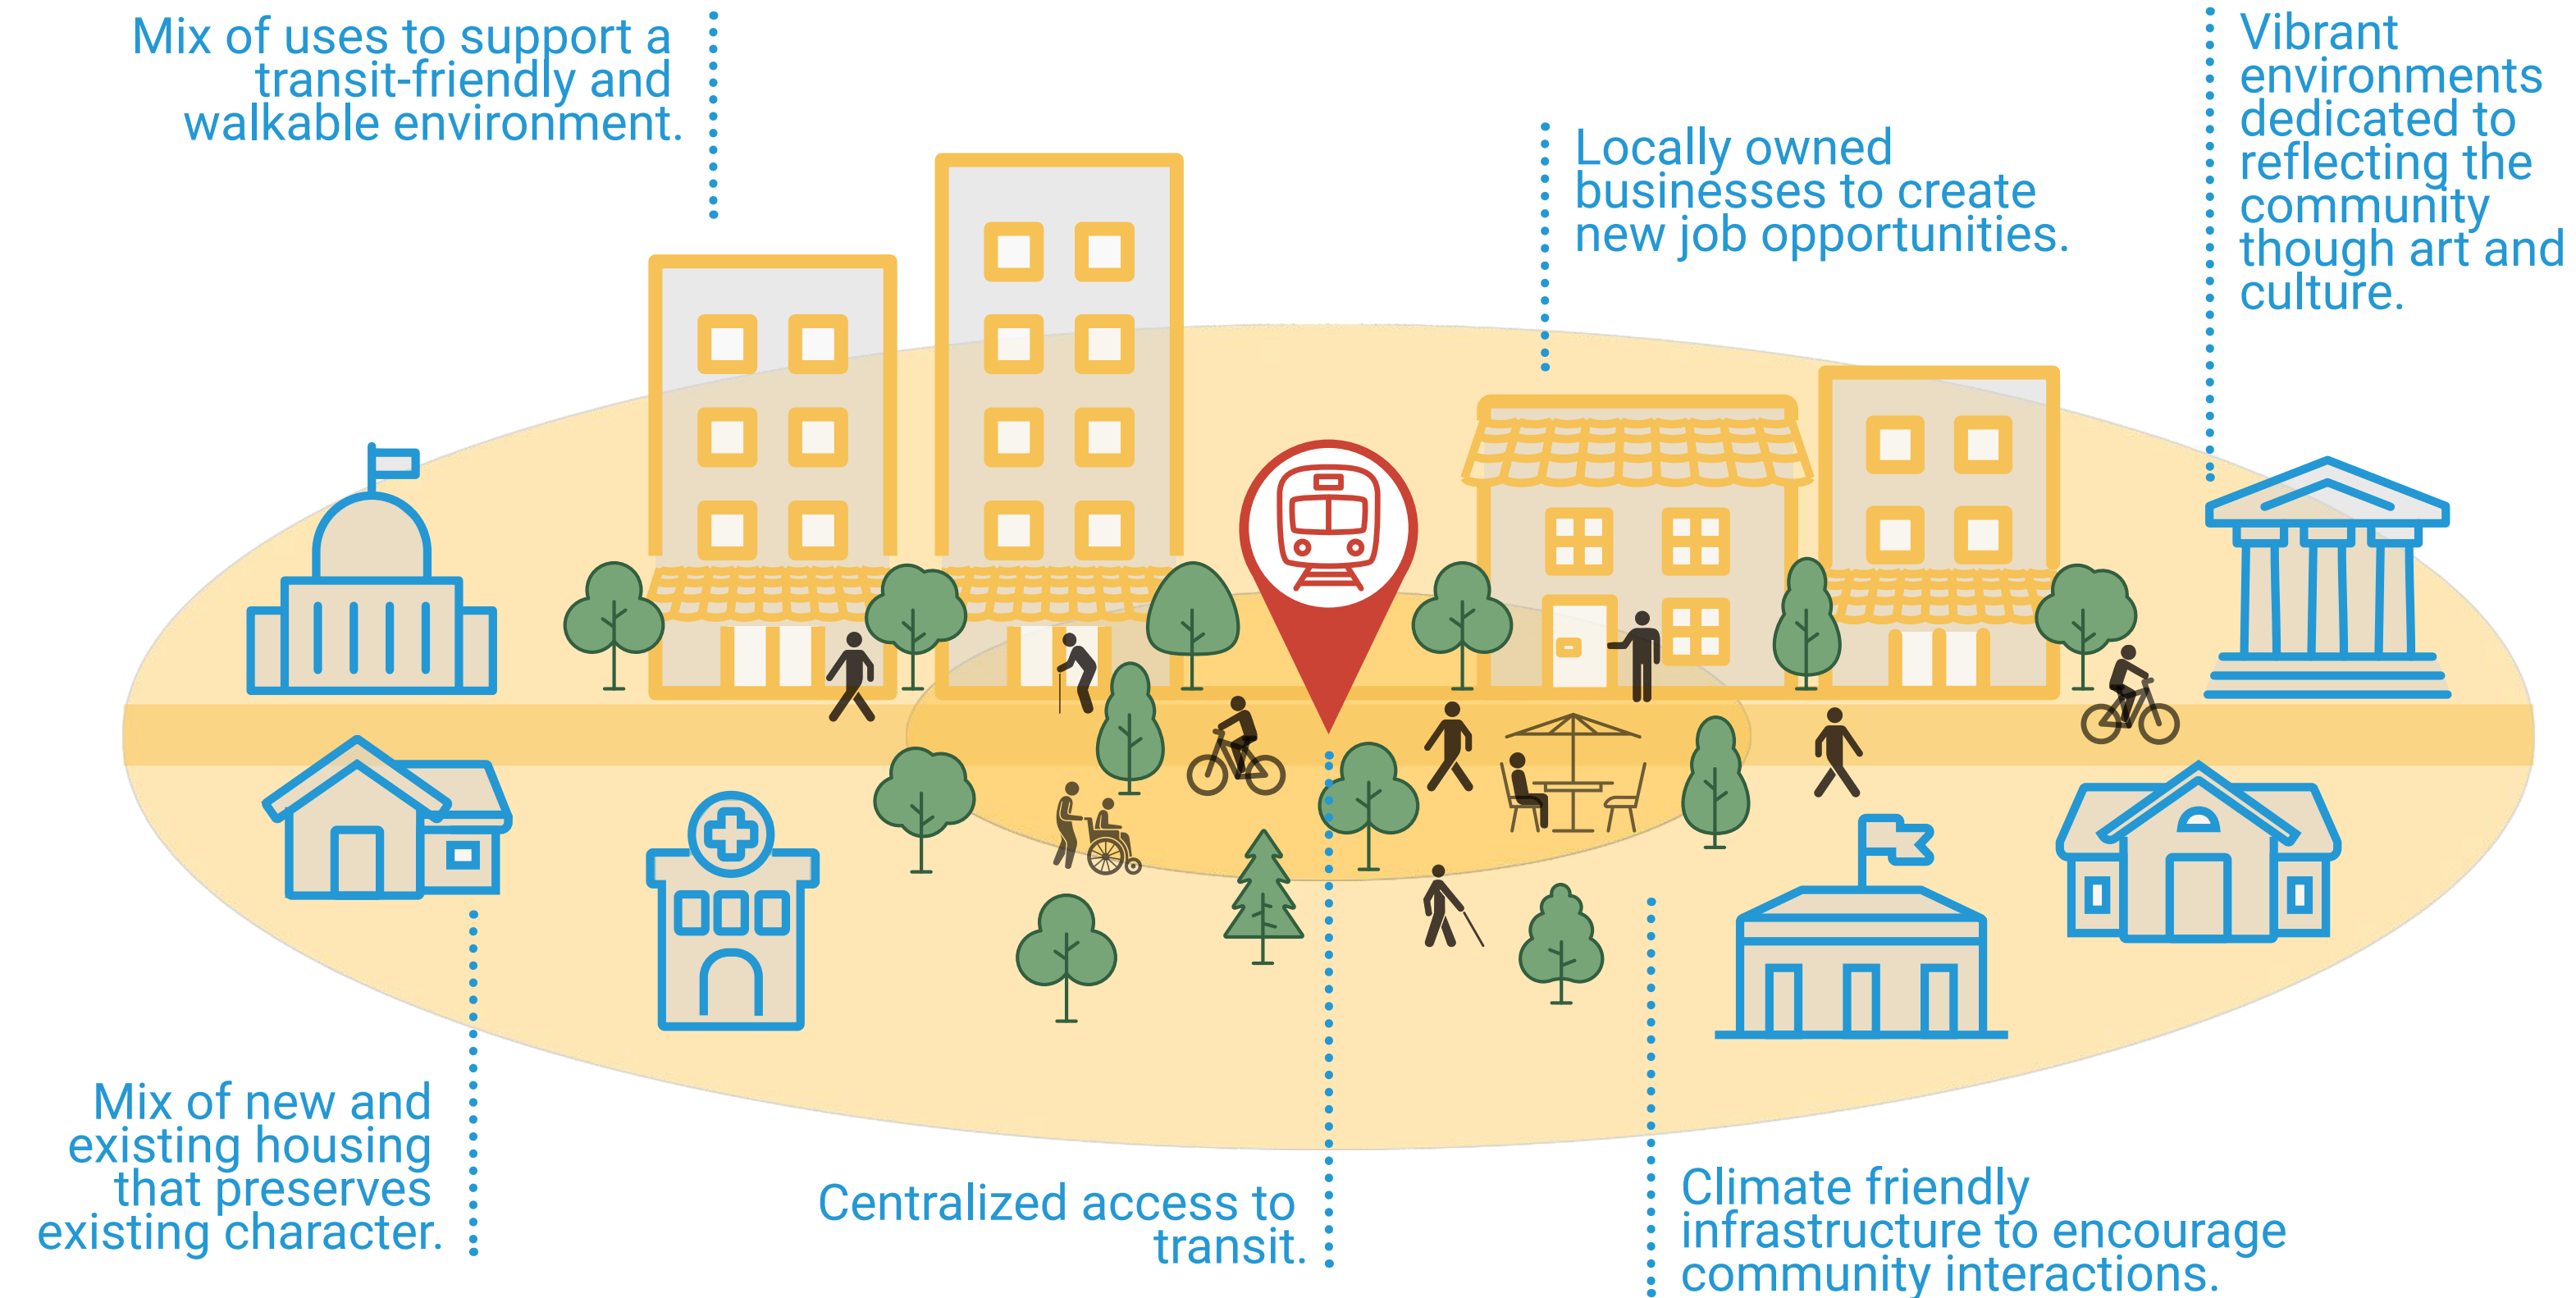 Mix of uses to support a
transit-friendly and
walkable environment.
Locally owned
businesses to create
new job opportunities.
Vibrant
environments
dedicated to
reflecting the
community
though art and
culture.
Mix of new and
existing housing
that preserves
existing character.
Centralized access to
transit.
Climate friendly
infrastructure to encourage
community interactions.